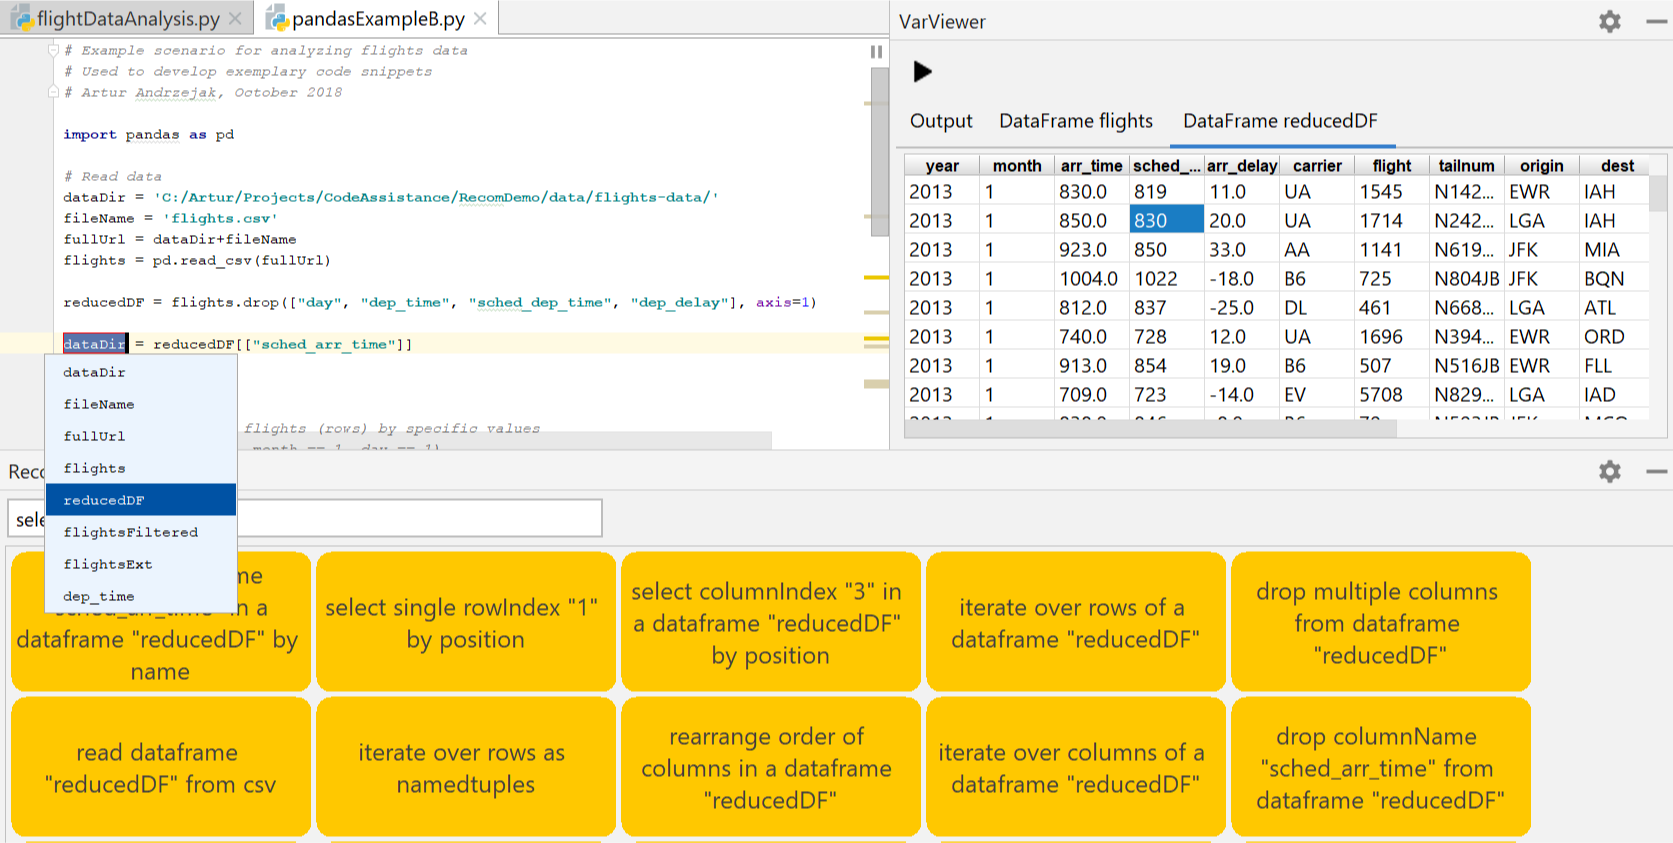 flightDataAnalysis.py
pandasExampleB.py
# Example scenario for analyzing flights data
# Used to develop exemplary code snippets
# Artur Andrzejak, October 2018
import pandas as pd
# Read data
dataDir = 'C:/Artur/Projects/CodeAssistance/RecomDemo/data/flights-data/'
fileName = 'flights.csv'
fullUrl = dataDir+fileName
flights = pd.read_csv(fullUrl)
reducedDF = flights.drop(["day", "dep_time", "sched_dep_time", "dep_delay"], axis=1)
dataDir = reducedDF[["sched_arr_time"]]
dataDir
fileName
fullUrl
flights
reducedDF
flightsFiltered
flightsExt
dep_time
flights (rows) by specific values
month == 1, day == 1)
VarViewer
Output DataFrame flights DataFrame reducedDF
year month arr_time sched_... arr_delay carrier flight tailnum origin dest
2013 1 830.0 819 11.0 UA 1545 N142... EWR IAH
2013 1 850.0 830 20.0 UA 1714 N242... LGA IAH
2013 1 923.0 850 33.0 AA 1141 N619... JFK MIA
2013 1 1004.0 1022 -18.0 B6 725 N804JB JFK BQN
2013 1 812.0 837 -25.0 DL 461 N668... LGA ATL
2013 1 740.0 728 12.0 UA 1696 N394... EWR ORD
2013 1 913.0 854 19.0 B6 507 N516JB EWR FLL
2013 1 709.0 723 -14.0 EV 5708 N829... LGA IAD
Reco
sele
me
"sched_arr_time" in a
dataframe "reducedDF" by
name
select single rowIndex "1"
by position
select columnIndex "3" in
a dataframe "reducedDF"
by position
iterate over rows of a
dataframe "reducedDF"
drop multiple columns
from dataframe
"reducedDF"
read dataframe
"reducedDF" from csv
iterate over rows as
namedtuples
rearrange order of
columns in a dataframe
"reducedDF"
iterate over columns of a
dataframe "reducedDF"
drop columnName
"sched_arr_time" from
dataframe "reducedDF"